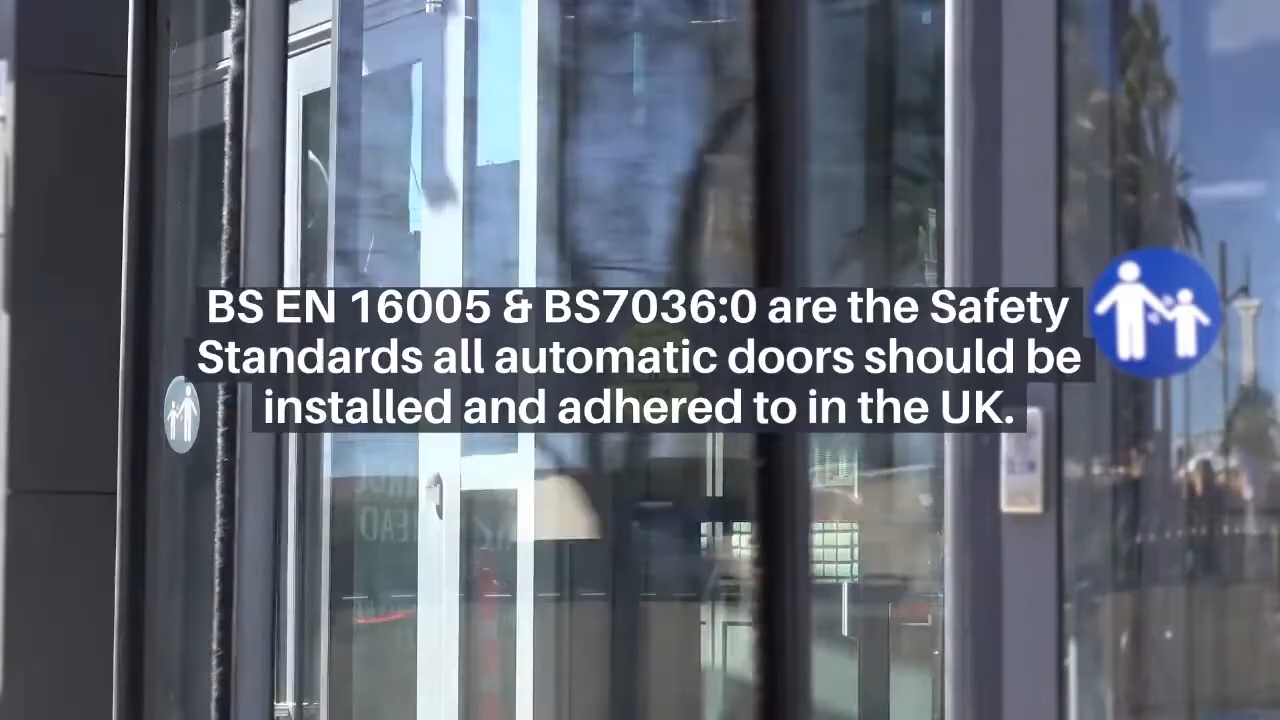 BS EN 16005 & BS7036:0 are the Safety
Standards all automatic doors should be
installed and adhered to in the UK.